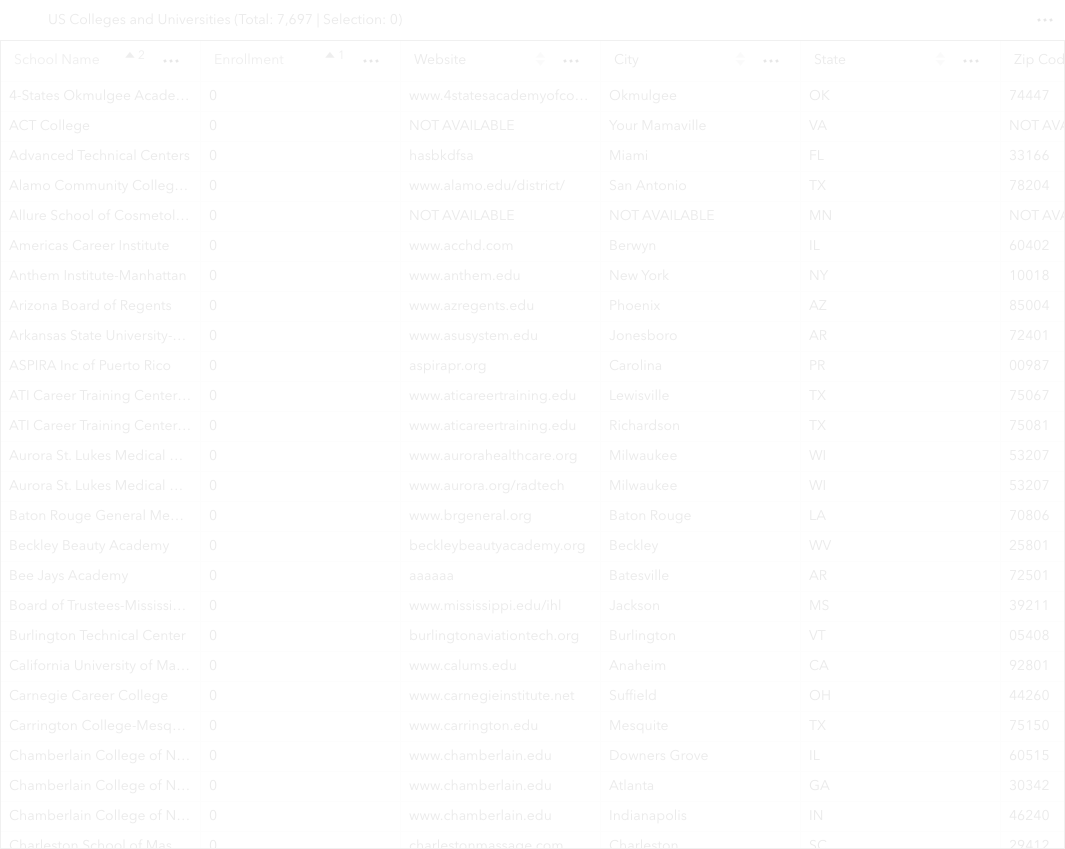 US Colleges and Universities (Total: 7,697 | Selection: 0)
School Name 2 Enrollment 1 Website City State Zip Cod
4-States Okmulgee Acade... 0 www.4statesacademyofco... Okmulgee OK 74447
ACT College 0 NOT AVAILABLE Your Mamaville VA NOT AVA
Advanced Technical Centers 0 hasbkdfsa Miami FL 33166
Alamo Community Colleg... 0 www.alamo.edu/district/ San Antonio TX 78204
Allure School of Cosmetol... 0 NOT AVAILABLE NOT AVAILABLE MN NOT AVA
Americas Career Institute 0 www.acchd.com Berwyn IL 60402
Anthem Institute-Manhattan 0 www.anthem.edu New York NY 10018
Arizona Board of Regents 0 www.azregents.edu Phoenix AZ 85004
Arkansas State University-... 0 www.asusystem.edu Jonesboro AR 72401
ASPIRA Inc of Puerto Rico 0 aspirapr.org Carolina PR 00987
ATI Career Training Center... 0 www.aticareertraining.edu Lewisville TX 75067
ATI Career Training Center... 0 www.aticareertraining.edu Richardson TX 75081
Aurora St. Lukes Medical ... 0 www.aurorahealthcare.org Milwaukee WI 53207
Aurora St. Lukes Medical ... 0 www.aurora.org/radtech Milwaukee WI 53207
Baton Rouge General Me... 0 www.brgeneral.org Baton Rouge LA 70806
Beckley Beauty Academy 0 beckleybeautyacademy.org Beckley WV 25801
Bee Jays Academy 0 aaaaaa Batesville AR 72501
Board of Trustees-Mississi... 0 www.mississippi.edu/ihl Jackson MS 39211
Burlington Technical Center 0 burlingtonaviationtech.org Burlington VT 05408
California University of Ma... 0 www.calums.edu Anaheim CA 92801
Carnegie Career College 0 www.carnegieinstitute.net Suffield OH 44260
Carrington College-Mesq... 0 www.carrington.edu Mesquite TX 75150
Chamberlain College of N... 0 www.chamberlain.edu Downers Grove IL 60515
Chamberlain College of N... 0 www.chamberlain.edu Atlanta GA 30342
Chamberlain College of N... 0 www.chamberlain.edu Indianapolis IN 46240
Charleston School of Mas... 0 charlestonmassage.com Charleston SC 29412